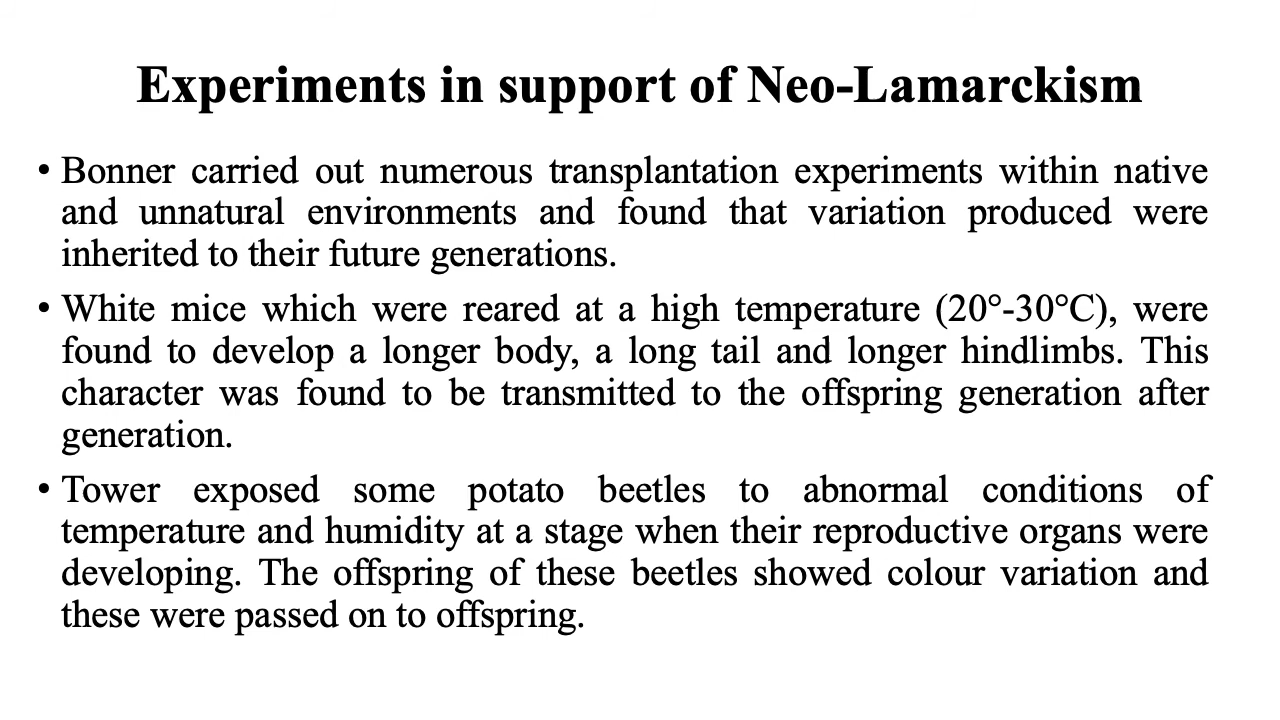 Experiments in support of Neo-Lamarckism
• Bonner carried out numerous transplantation experiments within native
and unnatural environments and found that variation produced were
inherited to their future generations.
• White mice which were reared at a high temperature (20°-30°C), were
found to develop a longer body, a long tail and longer hindlimbs. This
character was found to be transmitted to the offspring generation after
generation.
• Tower exposed some potato beetles to abnormal conditions of
temperature and humidity at a stage when their reproductive organs were
developing. The offspring of these beetles showed colour variation and
these were passed on to offspring.